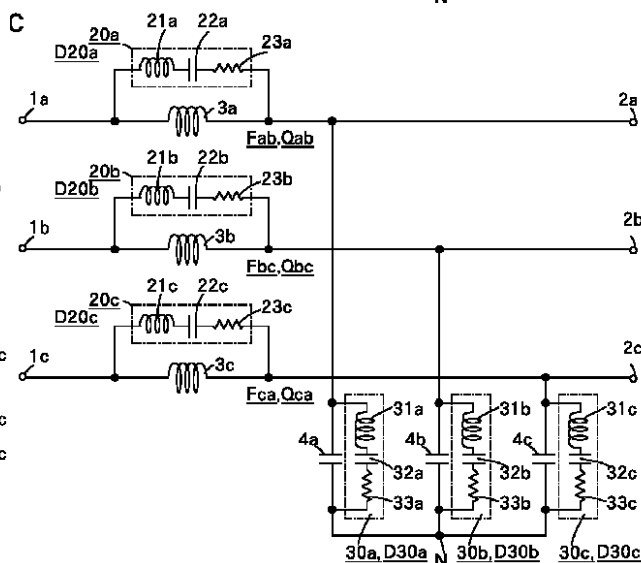 N
C
21a 22a
20a
23a
D20a
1a
3a
2a
Fab,Qab
21b 22b
20b
23b
D20b
1b
3b
2b
Fbc,Qbc
21c 22c
20c
23c
D20c
1c
3c
2c
Fca,Qca
31a 31b 31c
4a 4b 4c
32a 32b 32c
33a 33b 33c
30a, D30a N 30b, D30b 30c, D30c